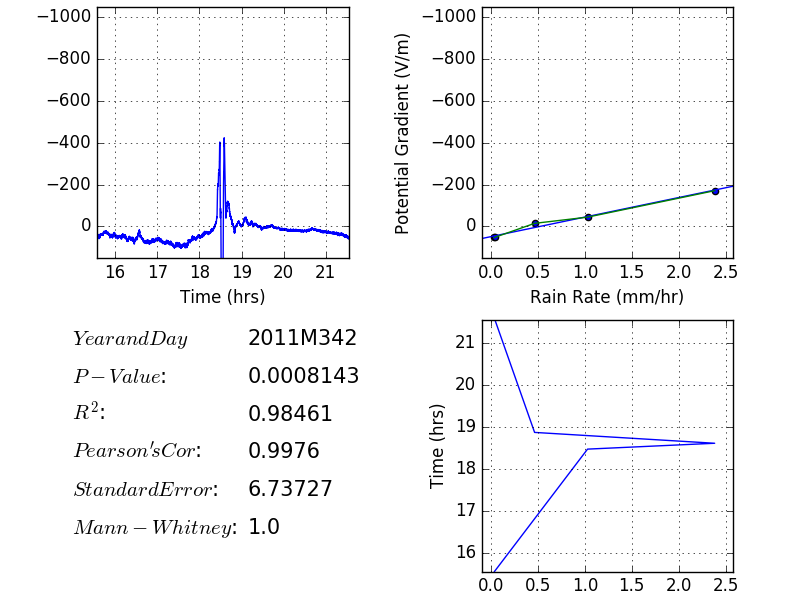 −1000
−800
−600
−400
−200
0
16 17 18 19 20 21
Time (hrs)
Potential Gradient (V/m)
−1000
−800
−600
−400
−200
0
0.0 0.5 1.0 1.5 2.0 2.5
Rain Rate (mm/hr)
YearandDay 2011M342
P−Value: 0.0008143
R²: 0.98461
Pearson'sCor: 0.9976
StandardError: 6.73727
Mann−Whitney: 1.0
Time (hrs)
21
20
19
18
17
16
0.0 0.5 1.0 1.5 2.0 2.5